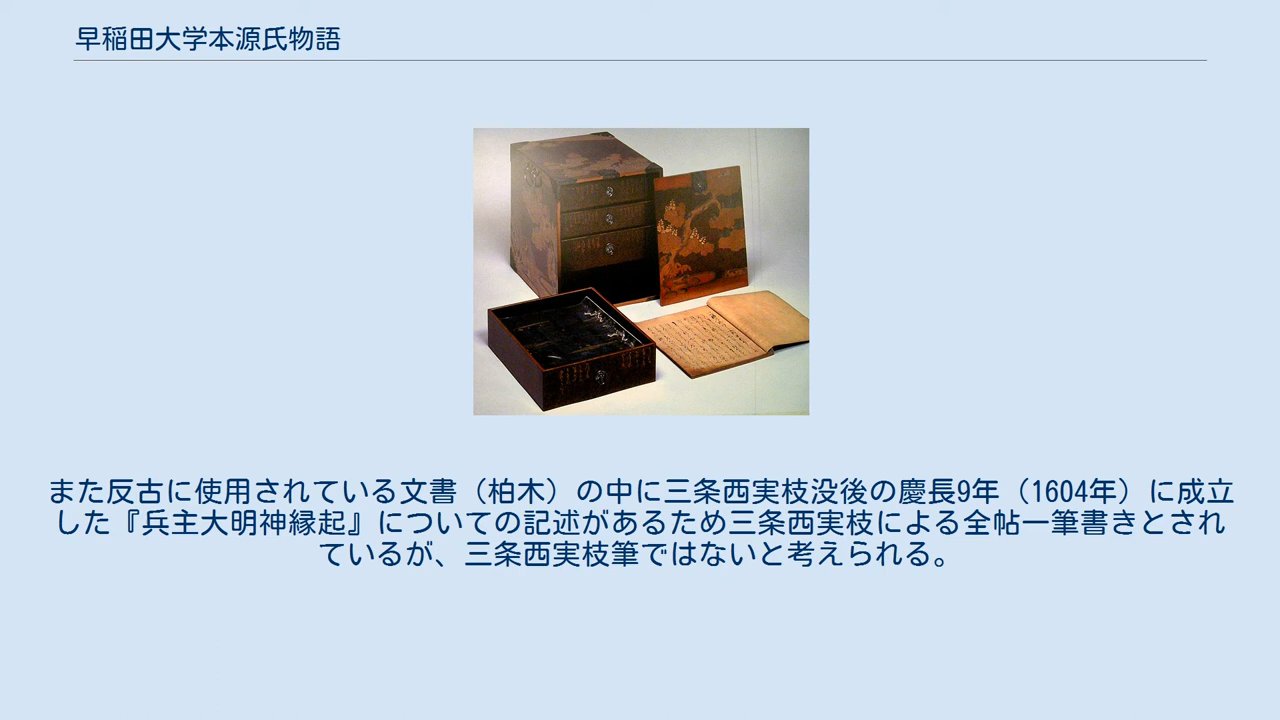 早稲田大学本源氏物語
また反古に使用されている文書（柏木）の中に三条西実枝没後の慶長9年（1604年）に成立
した『兵主大明神縁起』についての記述があるため三条西実枝による全帖一筆書きとされ
ているが、三条西実枝筆ではないと考えられる。